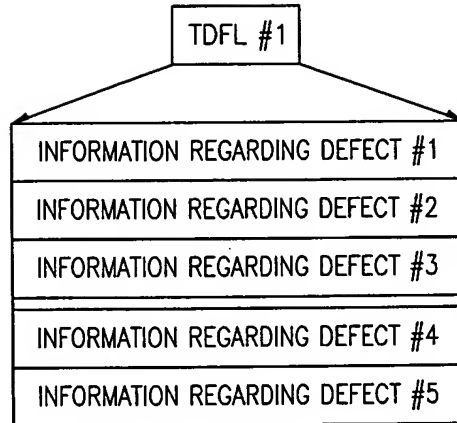 TDFL #1
INFORMATION REGARDING DEFECT #1
INFORMATION REGARDING DEFECT #2
INFORMATION REGARDING DEFECT #3
INFORMATION REGARDING DEFECT #4
INFORMATION REGARDING DEFECT #5